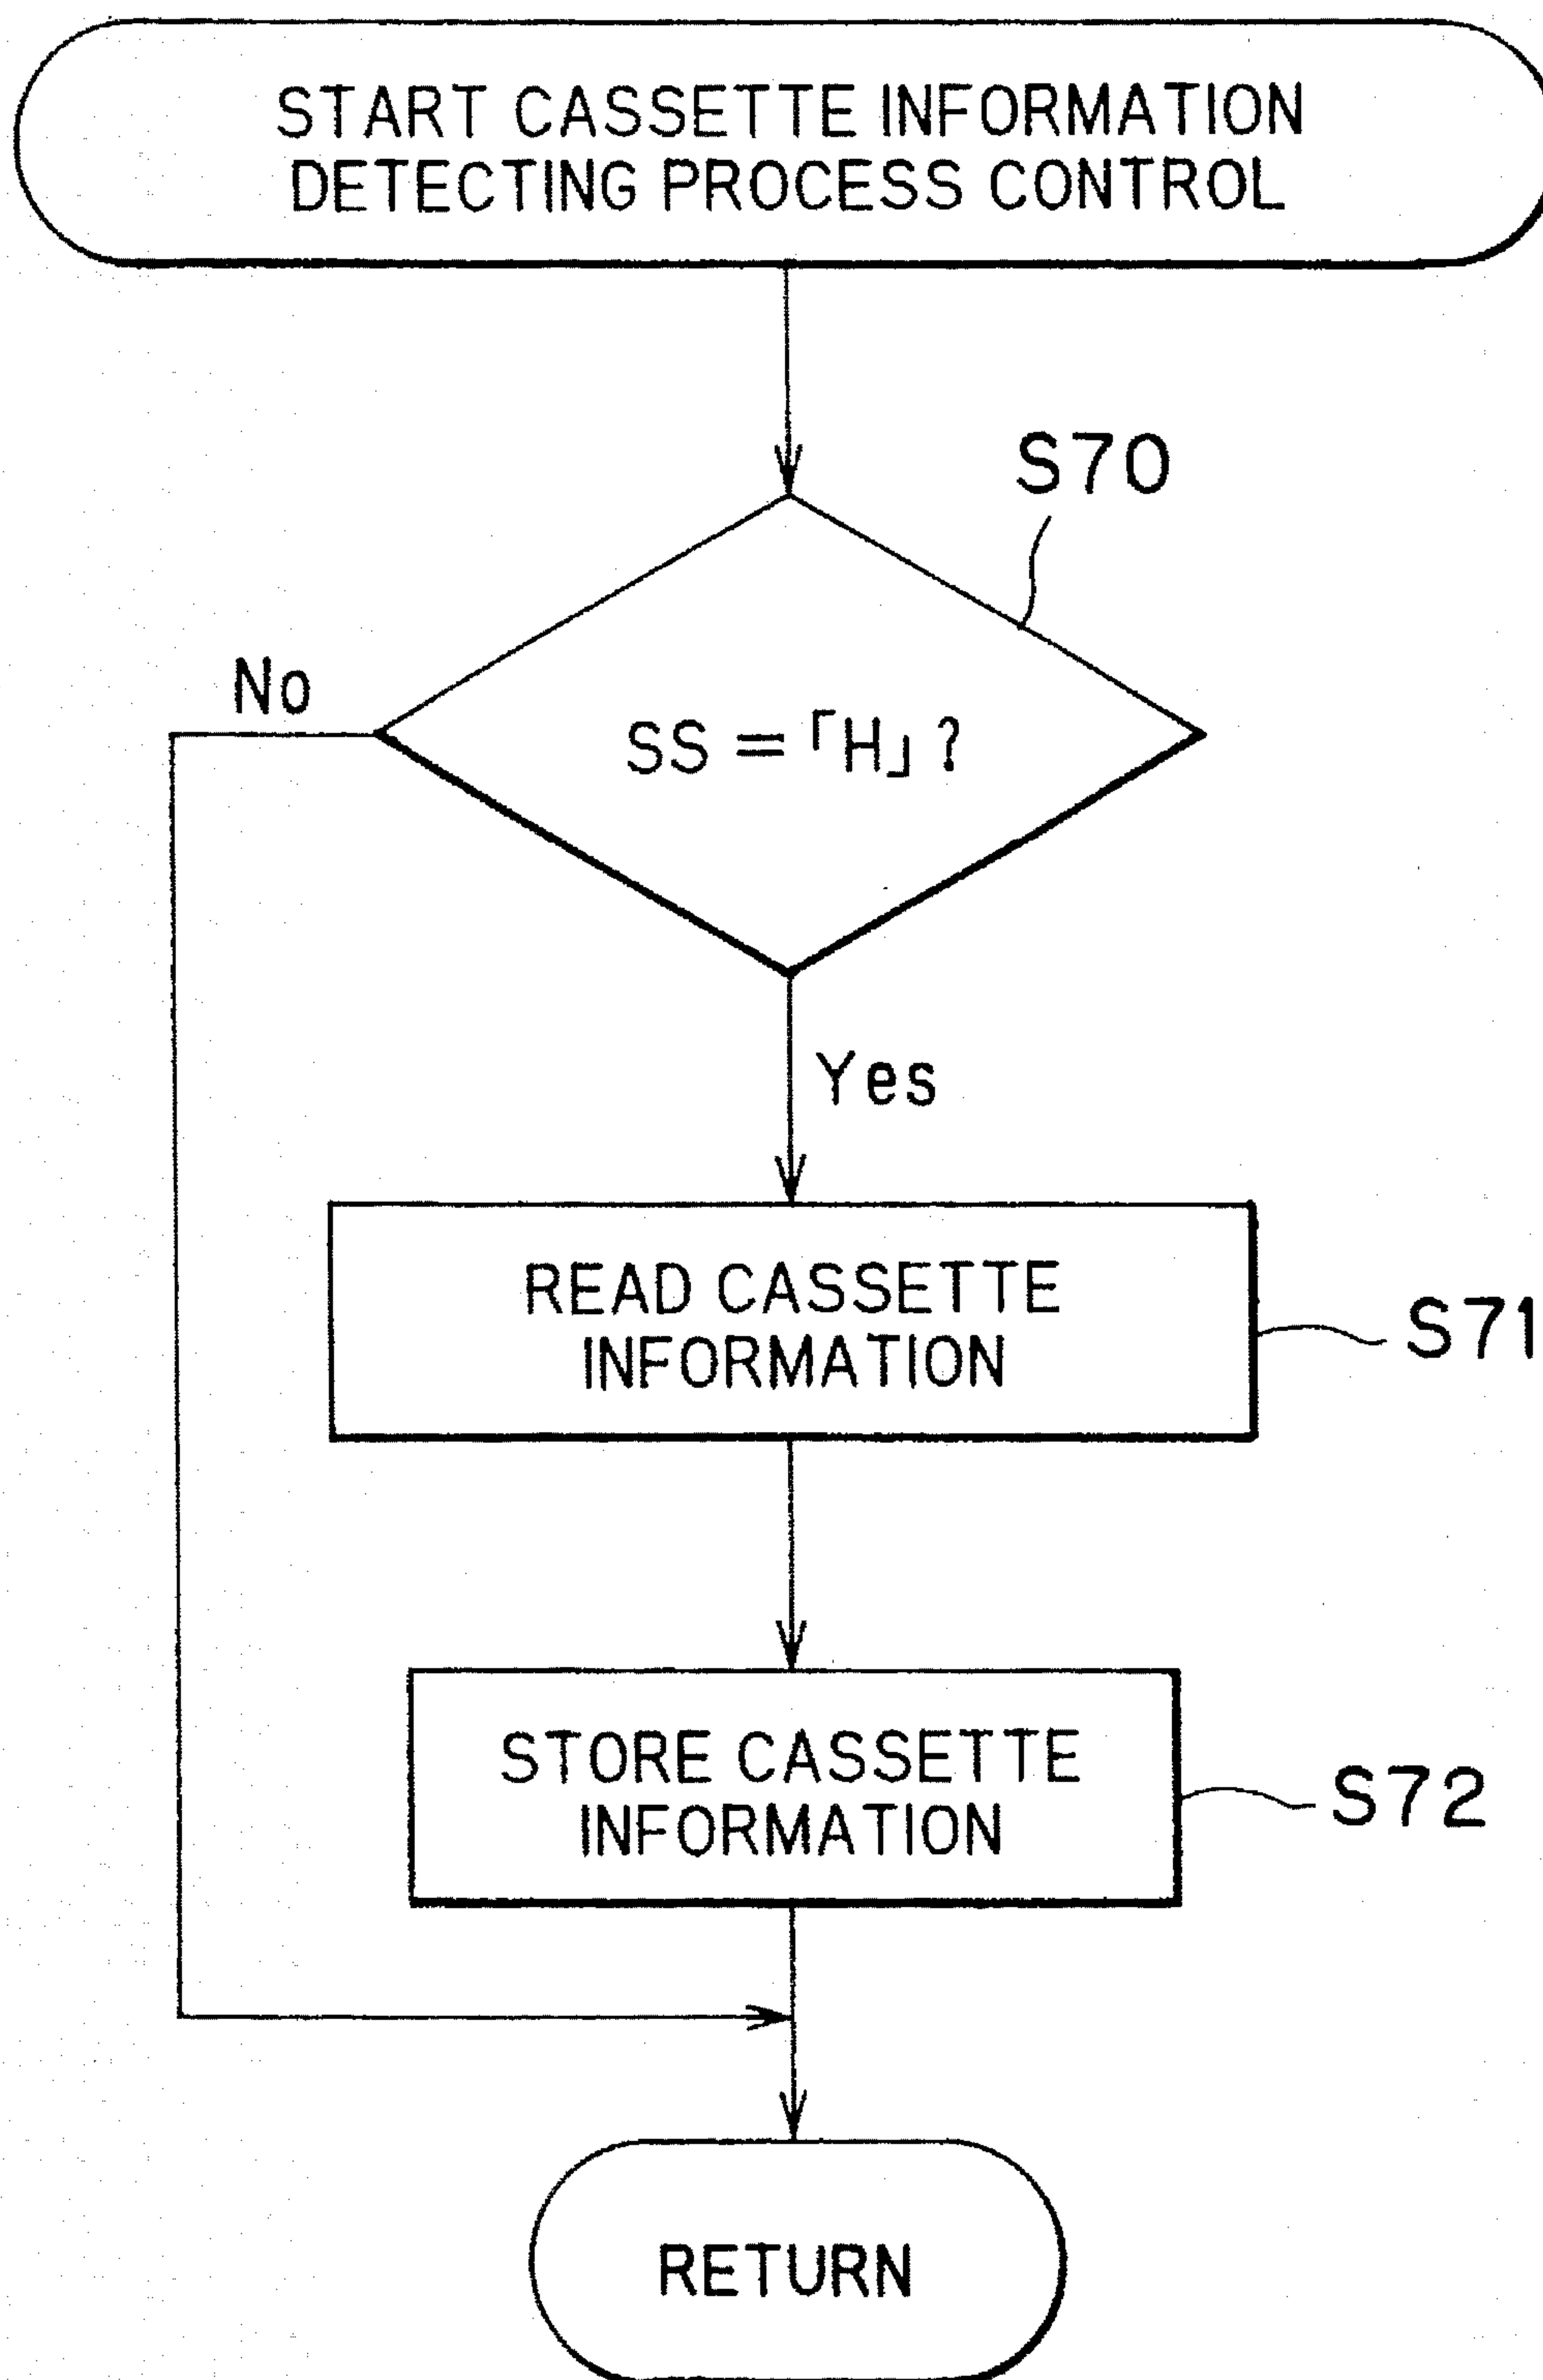 START CASSETTE INFORMATION
DETECTING PROCESS CONTROL
S70
No
SS = 「H」 ?
Yes
READ CASSETTE
INFORMATION
S71
STORE CASSETTE
INFORMATION
S72
RETURN